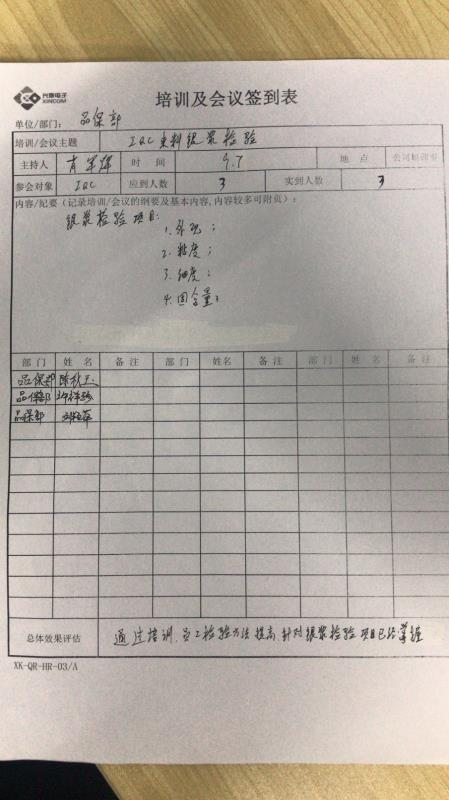 兴康电子
XINCOM
培训及会议签到表
单位/部门： 品保部
培训/会议主题 IQC来料银浆检验
主持人 肖军辉 时 间 9.7 地 点 公司培训室
参会对象 IQC 应到人数 3 实到人数 3
内容/纪要（记录培训/会议的纲要及基本内容,内容较多可附页）：
银浆检验项目:
1. 外观；
2. 粘度；
3. 细度；
4. 固含量；
部 门 姓 名 备 注 部 门 姓名 备 注 部 门 姓 名 备 注
品保部
品保部
品保部
总体效果评估 通过培训,员工检验方法提高,针对银浆检验项目已经掌握
XK-QR-HR-03/A